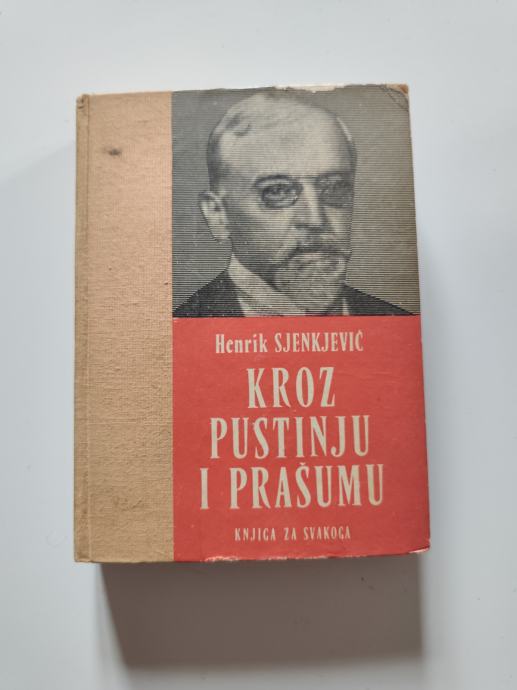 Henrik SJENKJEVIĆ
KROZ
PUSTINJU
I PRAŠUMU
KNJIGA ZA SVAKOGA